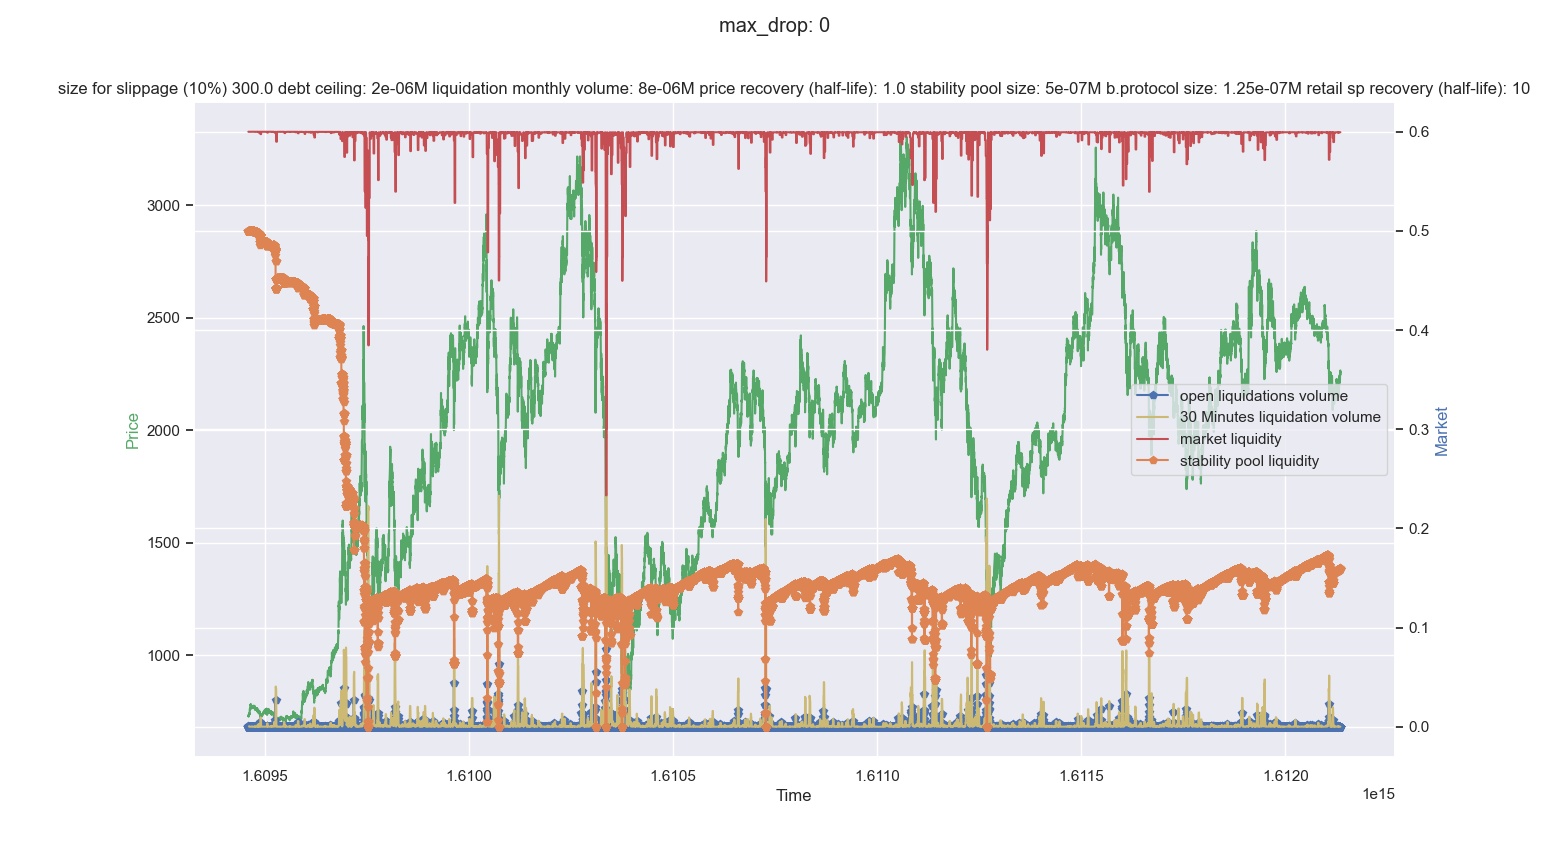 max_drop: 0
size for slippage (10%) 300.0 debt ceiling: 2e-06M liquidation monthly volume: 8e-06M price recovery (half-life): 1.0 stability pool size: 5e-07M b.protocol size: 1.25e-07M retail sp recovery (half-life): 10
0.6
3000
0.5
2500
0.4
open liquidations volume
30 Minutes liquidation volume
market liquidity
stability pool liquidity
Price
Market
2000
0.3
1500
0.2
1000
0.1
0.0
1.6095 1.6100 1.6105 1.6110 1.6115 1.6120
Time
1e15